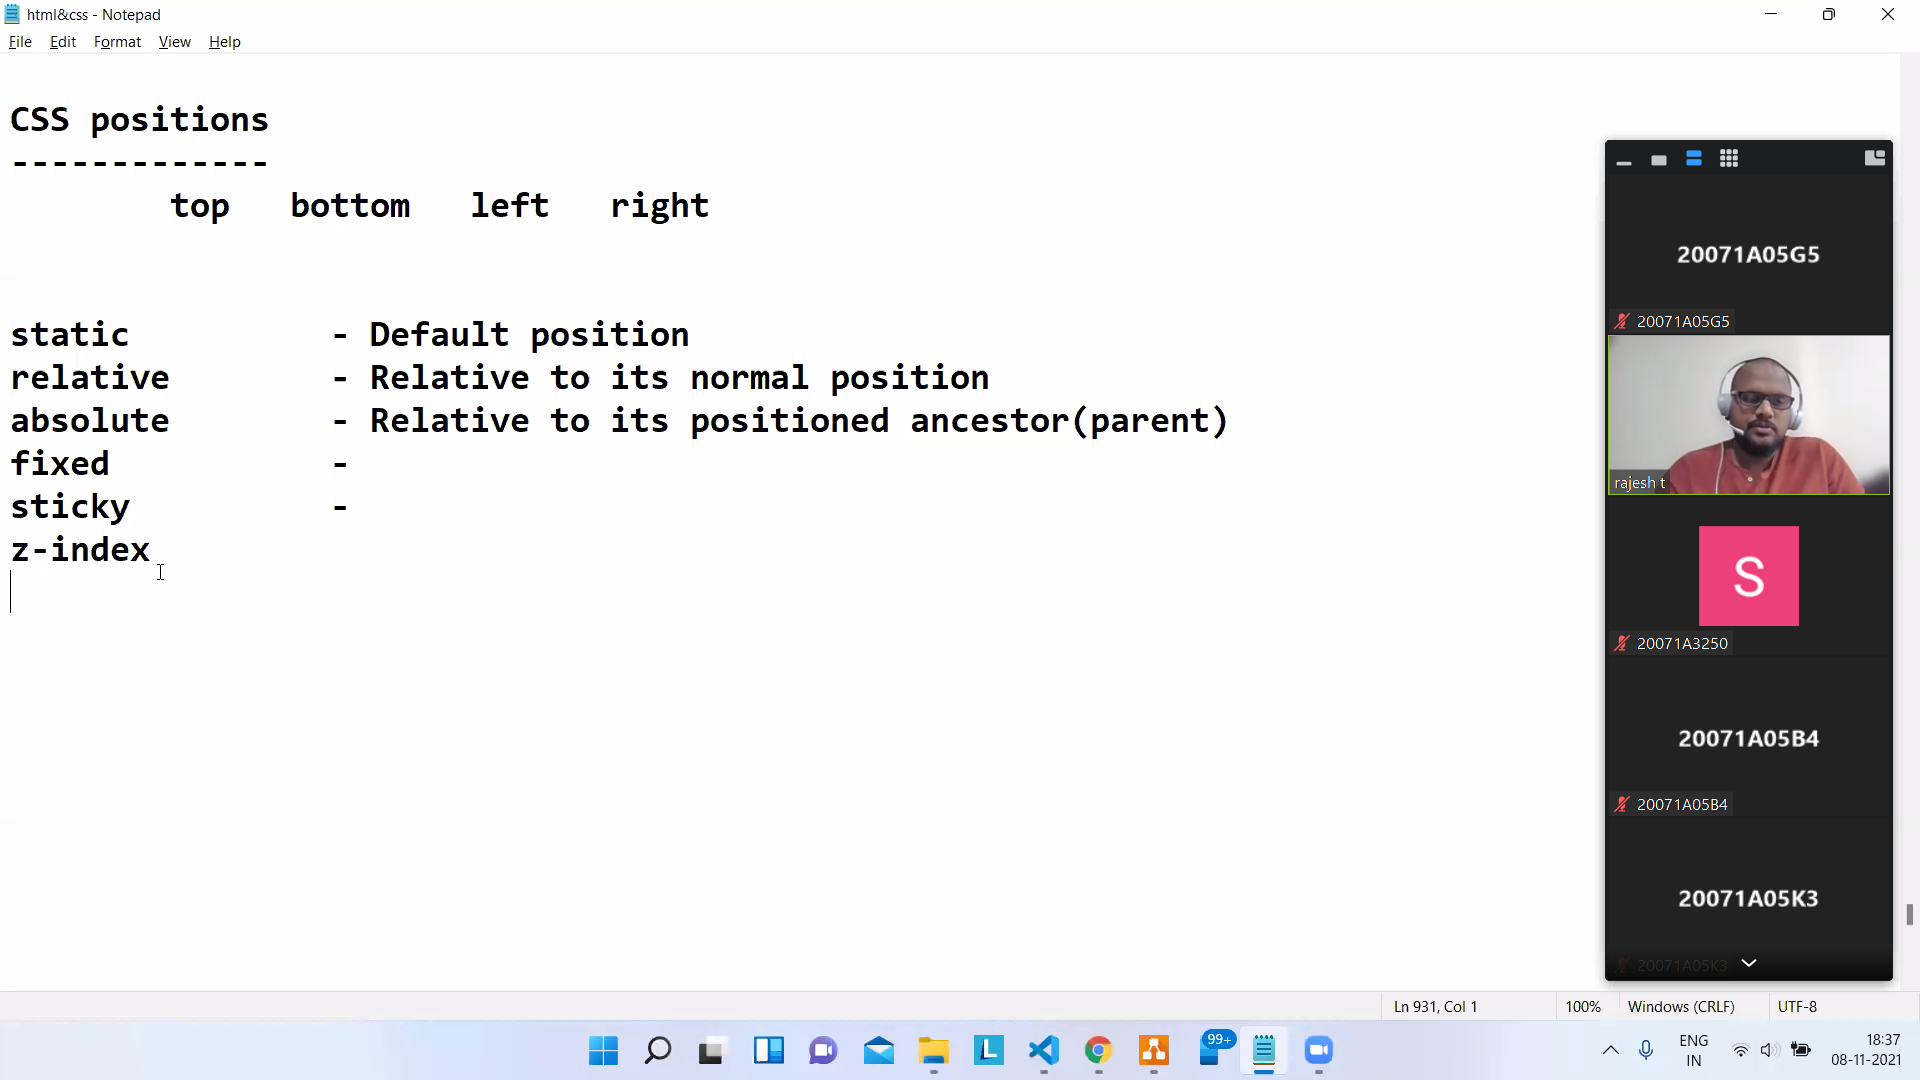 html&css - Notepad
File Edit Format View Help
CSS positions
-------------
top bottom left right
static - Default position
relative - Relative to its normal position
absolute - Relative to its positioned ancestor(parent)
fixed -
sticky -
z-index
20071A05G5
20071A05G5
rajesh t
S
20071A3250
20071A05B4
20071A05B4
20071A05K3
20071A05K3
Ln 931, Col 1 100% Windows (CRLF) UTF-8
L
99+
ENG
IN
18:37
08-11-2021